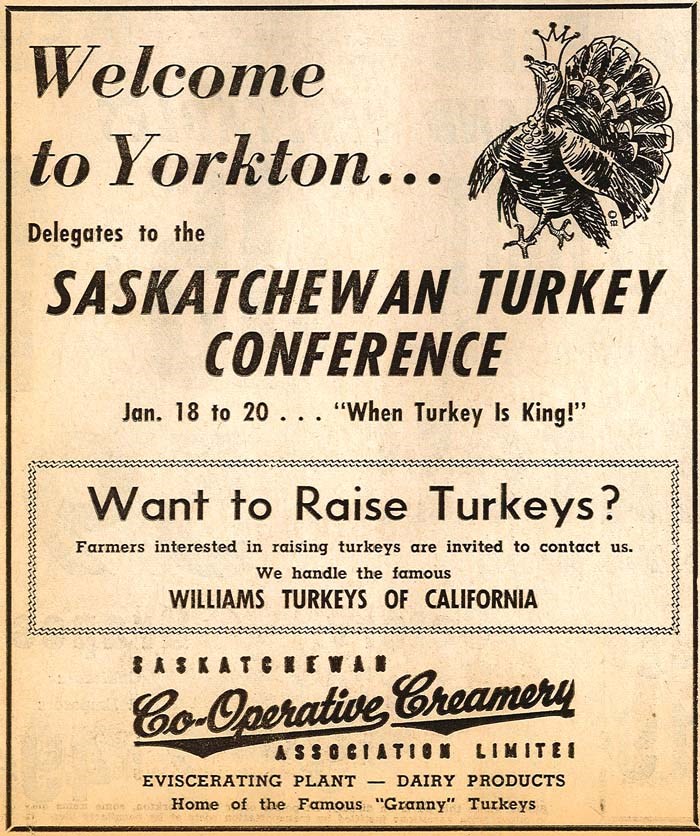 Welcome
to Yorkton...
BO
Delegates to the
SASKATCHEWAN TURKEY
CONFERENCE
Jan. 18 to 20 . . . "When Turkey Is King!"
Want to Raise Turkeys?
Farmers interested in raising turkeys are invited to contact us.
We handle the famous
WILLIAMS TURKEYS OF CALIFORNIA
SASKATCHEWAN
Co-Operative Creamery
ASSOCIATION LIMITED
EVISCERATING PLANT — DAIRY PRODUCTS
Home of the Famous "Granny" Turkeys